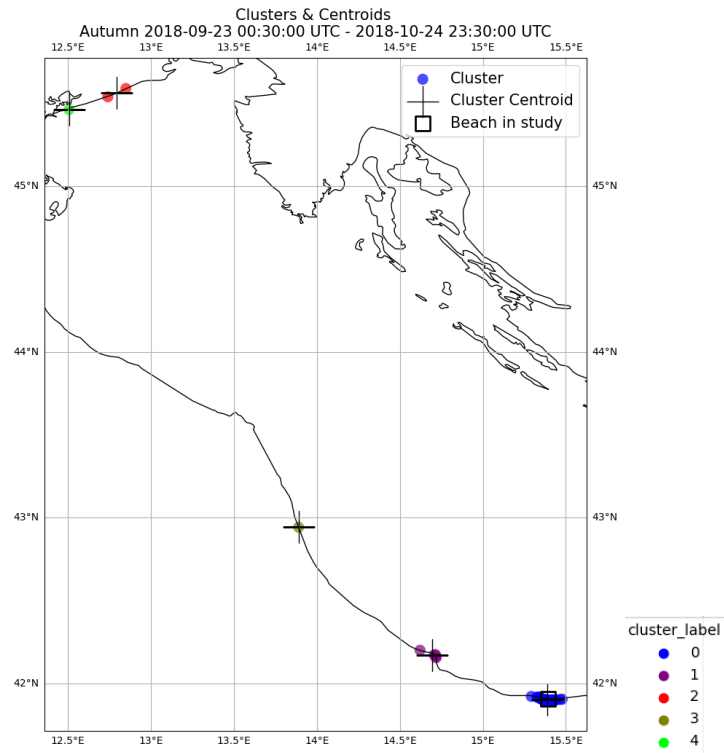 Clusters & Centroids
Autumn 2018-09-23 00:30:00 UTC - 2018-10-24 23:30:00 UTC
12.5°E 13°E 13.5°E 14°E 14.5°E 15°E 15.5°E
Cluster
Cluster Centroid
Beach in study
45°N 45°N
44°N 44°N
43°N 43°N
42°N 42°N
12.5°E 13°E 13.5°E 14°E 14.5°E 15°E 15.5°E
cluster_label
0
1
2
3
4